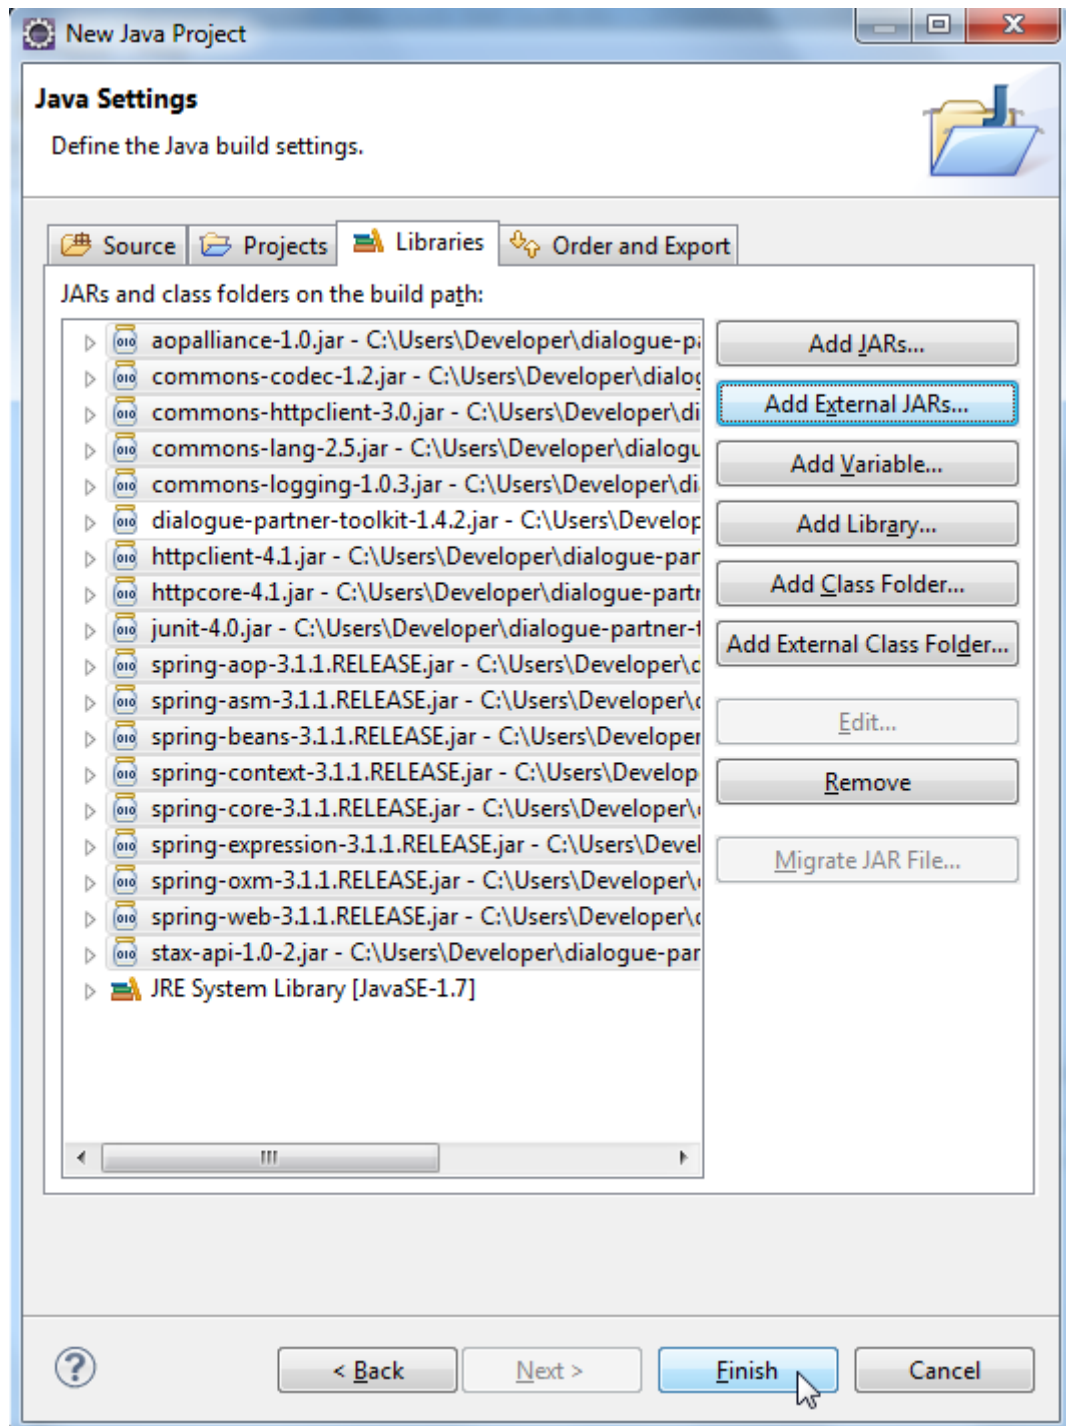 New Java Project
Java Settings
Define the Java build settings.
Source Projects Libraries Order and Export
JARs and class folders on the build path:
aopalliance-1.0.jar - C:\Users\Developer\dialogue-pa
commons-codec-1.2.jar - C:\Users\Developer\dialog
commons-httpclient-3.0.jar - C:\Users\Developer\di
commons-lang-2.5.jar - C:\Users\Developer\dialogu
commons-logging-1.0.3.jar - C:\Users\Developer\di
dialogue-partner-toolkit-1.4.2.jar - C:\Users\Develop
httpclient-4.1.jar - C:\Users\Developer\dialogue-par
httpcore-4.1.jar - C:\Users\Developer\dialogue-partn
junit-4.0.jar - C:\Users\Developer\dialogue-partner-t
spring-aop-3.1.1.RELEASE.jar - C:\Users\Developer\d
spring-asm-3.1.1.RELEASE.jar - C:\Users\Developer\d
spring-beans-3.1.1.RELEASE.jar - C:\Users\Developer
spring-context-3.1.1.RELEASE.jar - C:\Users\Develop
spring-core-3.1.1.RELEASE.jar - C:\Users\Developer\d
spring-expression-3.1.1.RELEASE.jar - C:\Users\Devel
spring-oxm-3.1.1.RELEASE.jar - C:\Users\Developer\d
spring-web-3.1.1.RELEASE.jar - C:\Users\Developer\d
stax-api-1.0-2.jar - C:\Users\Developer\dialogue-par
JRE System Library [JavaSE-1.7]
Add JARs...
Add External JARs...
Add Variable...
Add Library...
Add Class Folder...
Add External Class Folder...
Edit...
Remove
Migrate JAR File...
? < Back Next > Finish Cancel